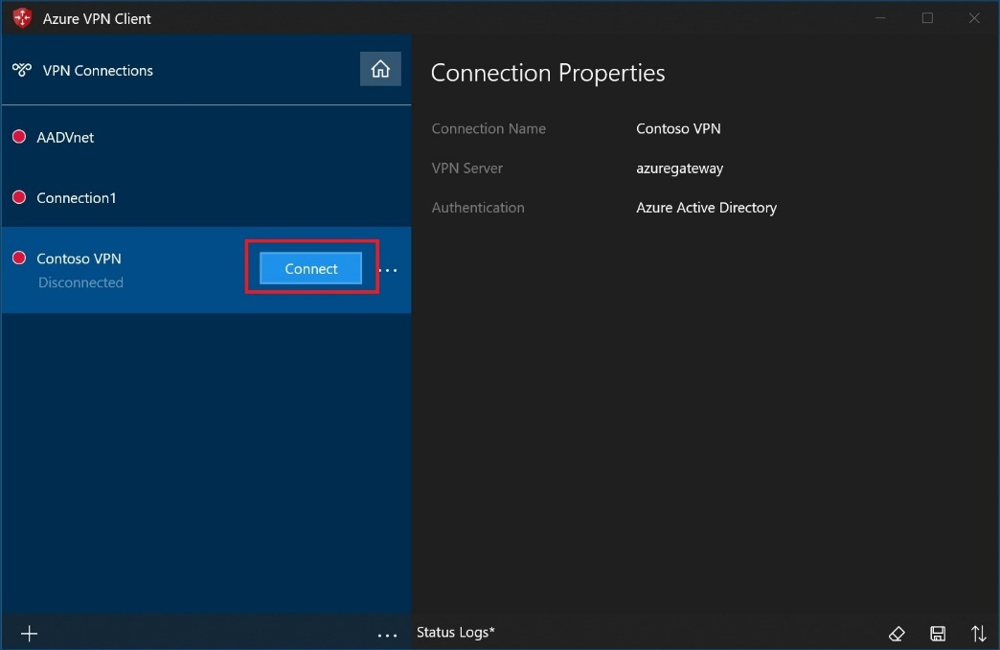 Azure VPN Client
VPN Connections
AADVnet
Connection1
Contoso VPN
Disconnected
Connect
...
...
Connection Properties
Connection Name Contoso VPN
VPN Server azuregateway
Authentication Azure Active Directory
Status Logs*